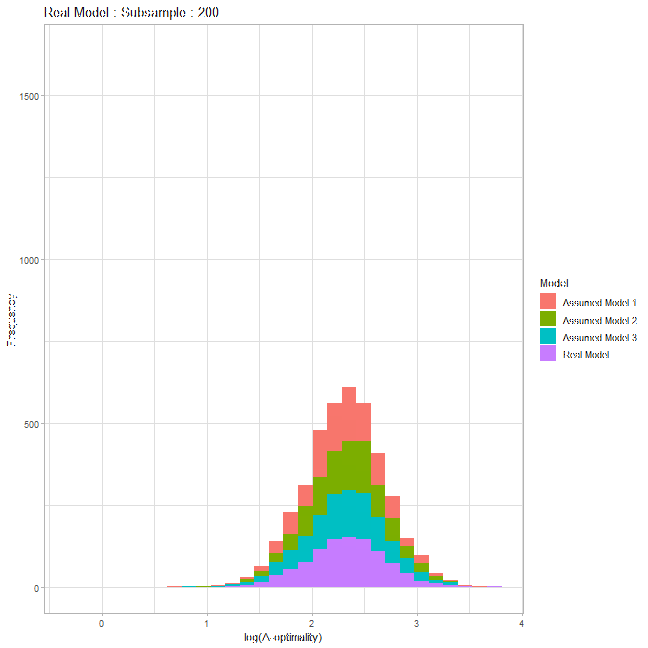 Real Model : Subsample : 200
1500
1000
500
0
Frequency
0 1 2 3 4
log(A-optimality)
Model
Assumed Model 1
Assumed Model 2
Assumed Model 3
Real Model